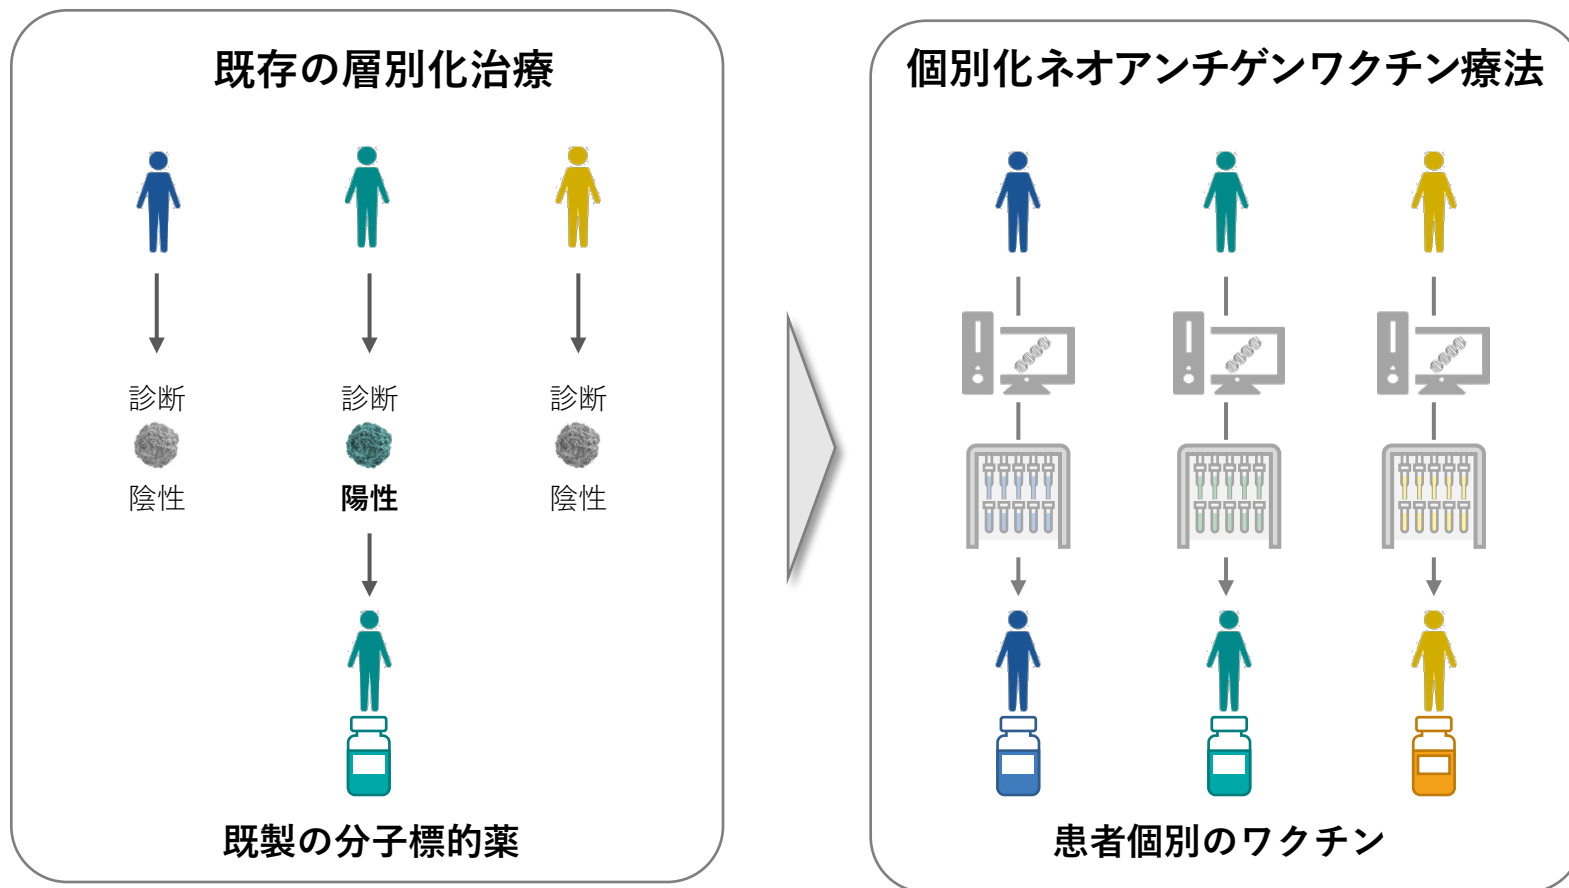 既存の層別化治療
診断
診断
診断
陰性
陽性
陰性
既製の分子標的薬
個別化ネオアンチゲンワクチン療法
患者個別のワクチン